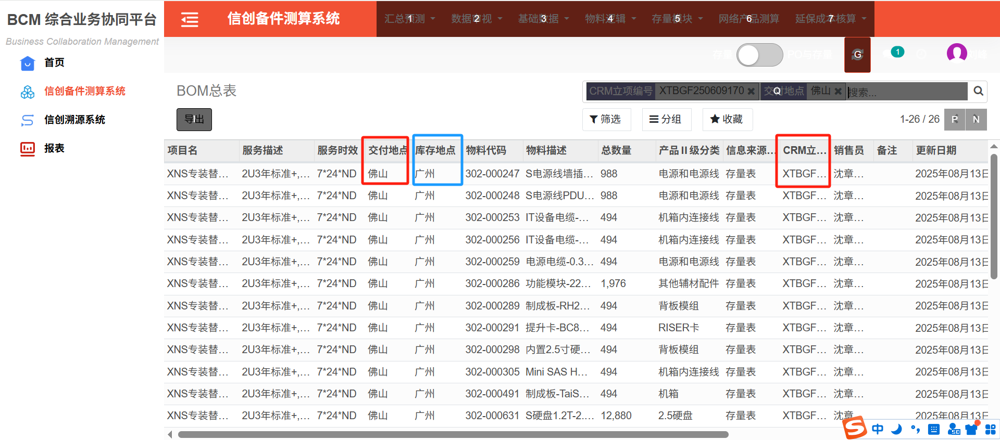 BCM 综合业务协同平台
Business Collaboration Management
首页
信创备件测算系统
信创溯源系统
报表
信创备件测算系统
汇总预测 1
数据审视 2
基础数据 3
物料逻辑 4
存量模块 5
网络产品测算 6
延保成本核算 7
存量
PO与存量
G
1
BOM总表
CRM立项编号 XTBGF250609170 交付地点 Q 佛山 搜索...
导出
筛选 分组 收藏
1-26 / 26 P N
项目名 服务描述 服务时效 交付地点 库存地点 物料代码 物料描述 总数量 产品 II 级分类 信息来源... CRM立... 销售员 备注 更新日期
XNS专装替... 2U3年标准+,... 7*24*ND 佛山 广州 302-000247 S电源线墙插... 988 电源和电源线 存量表 XTBGF... 沈章... 2025年08月13日
XNS专装替... 2U3年标准+,... 7*24*ND 佛山 广州 302-000248 S电源线PDU... 988 电源和电源线 存量表 XTBGF... 沈章... 2025年08月13日
XNS专装替... 2U3年标准+,... 7*24*ND 佛山 广州 302-000253 IT设备电缆-... 494 机箱内连接线 存量表 XTBGF... 沈章... 2025年08月13日
XNS专装替... 2U3年标准+,... 7*24*ND 佛山 广州 302-000256 IT设备电缆-... 494 机箱内连接线 存量表 XTBGF... 沈章... 2025年08月13日
XNS专装替... 2U3年标准+,... 7*24*ND 佛山 广州 302-000259 电源电缆-0.3... 494 电源和电源线 存量表 XTBGF... 沈章... 2025年08月13日
XNS专装替... 2U3年标准+,... 7*24*ND 佛山 广州 302-000286 功能模块-22... 1,976 其他辅材配件 存量表 XTBGF... 沈章... 2025年08月13日
XNS专装替... 2U3年标准+,... 7*24*ND 佛山 广州 302-000289 制成板-RH2... 494 背板模组 存量表 XTBGF... 沈章... 2025年08月13日
XNS专装替... 2U3年标准+,... 7*24*ND 佛山 广州 302-000291 提升卡-BC8... 494 RISER卡 存量表 XTBGF... 沈章... 2025年08月13日
XNS专装替... 2U3年标准+,... 7*24*ND 佛山 广州 302-000298 内置2.5寸硬... 494 背板模组 存量表 XTBGF... 沈章... 2025年08月13日
XNS专装替... 2U3年标准+,... 7*24*ND 佛山 广州 302-000305 Mini SAS H... 494 机箱内连接线 存量表 XTBGF... 沈章... 2025年08月13日
XNS专装替... 2U3年标准+,... 7*24*ND 佛山 广州 302-000491 制成板-TaiS... 494 机箱 存量表 XTBGF... 沈章... 2025年08月13日
XNS专装替... 2U3年标准+,... 7*24*ND 佛山 广州 302-000631 S硬盘1.2T-2.... 12,880 2.5硬盘 存量表 XTBGF... 沈章... 2025年08月13日
S 中